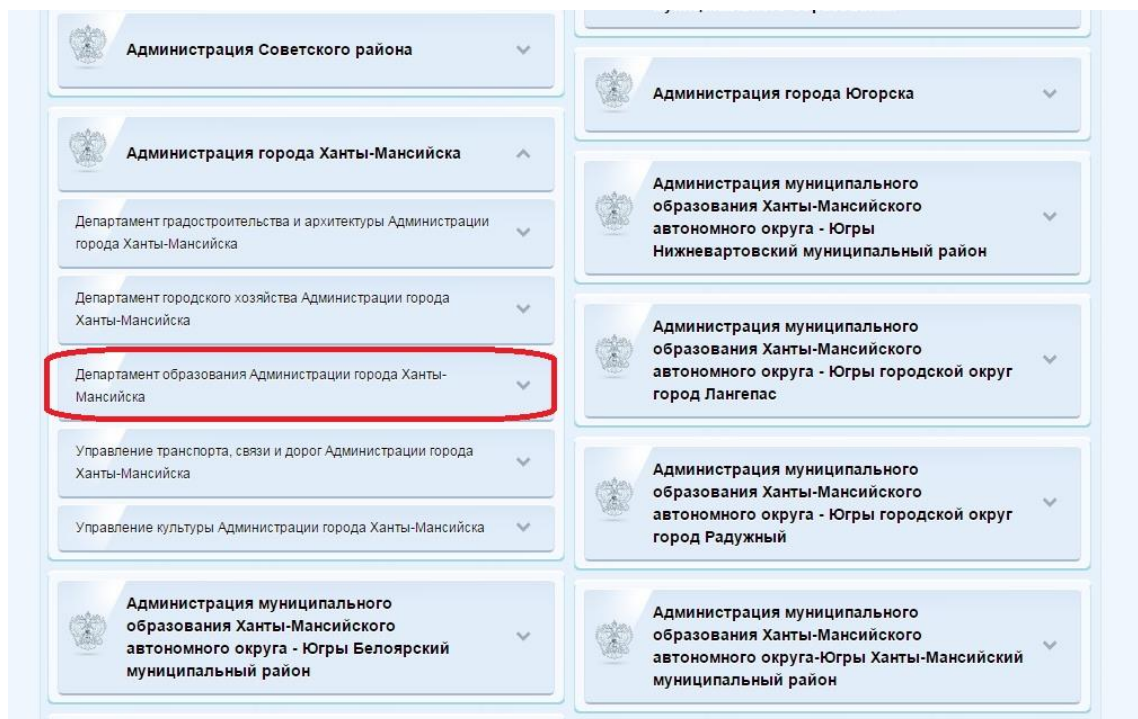 Администрация Советского района
Администрация города Ханты-Мансийска
Департамент градостроительства и архитектуры Администрации
города Ханты-Мансийска
Департамент городского хозяйства Администрации города
Ханты-Мансийска
Департамент образования Администрации города Ханты-
Мансийска
Управление транспорта, связи и дорог Администрации города
Ханты-Мансийска
Управление культуры Администрации города Ханты-Мансийска
Администрация муниципального
образования Ханты-Мансийского
автономного округа - Югры Белоярский
муниципальный район
Администрация города Югорска
Администрация муниципального
образования Ханты-Мансийского
автономного округа - Югры
Нижневартовский муниципальный район
Администрация муниципального
образования Ханты-Мансийского
автономного округа - Югры городской округ
город Лангепас
Администрация муниципального
образования Ханты-Мансийского
автономного округа - Югры городской округ
город Радужный
Администрация муниципального
образования Ханты-Мансийского
автономного округа-Югры Ханты-Мансийский
муниципальный район